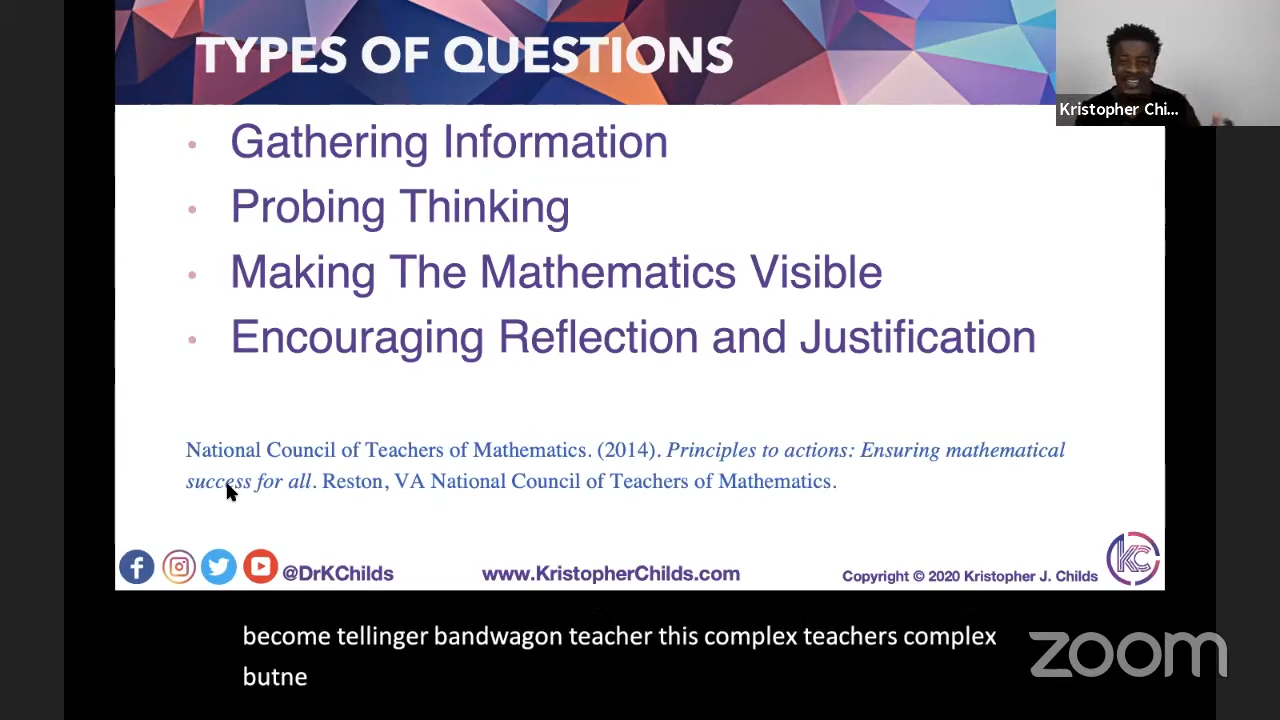 TYPES OF QUESTIONS
Kristopher Chi...
• Gathering Information
• Probing Thinking
• Making The Mathematics Visible
• Encouraging Reflection and Justification
National Council of Teachers of Mathematics. (2014). Principles to actions: Ensuring mathematical
success for all. Reston, VA National Council of Teachers of Mathematics.
@DrKChilds
www.KristopherChilds.com
Copyright © 2020 Kristopher J. Childs
KC
become tellinger bandwagon teacher this complex teachers complex
butne
zoom